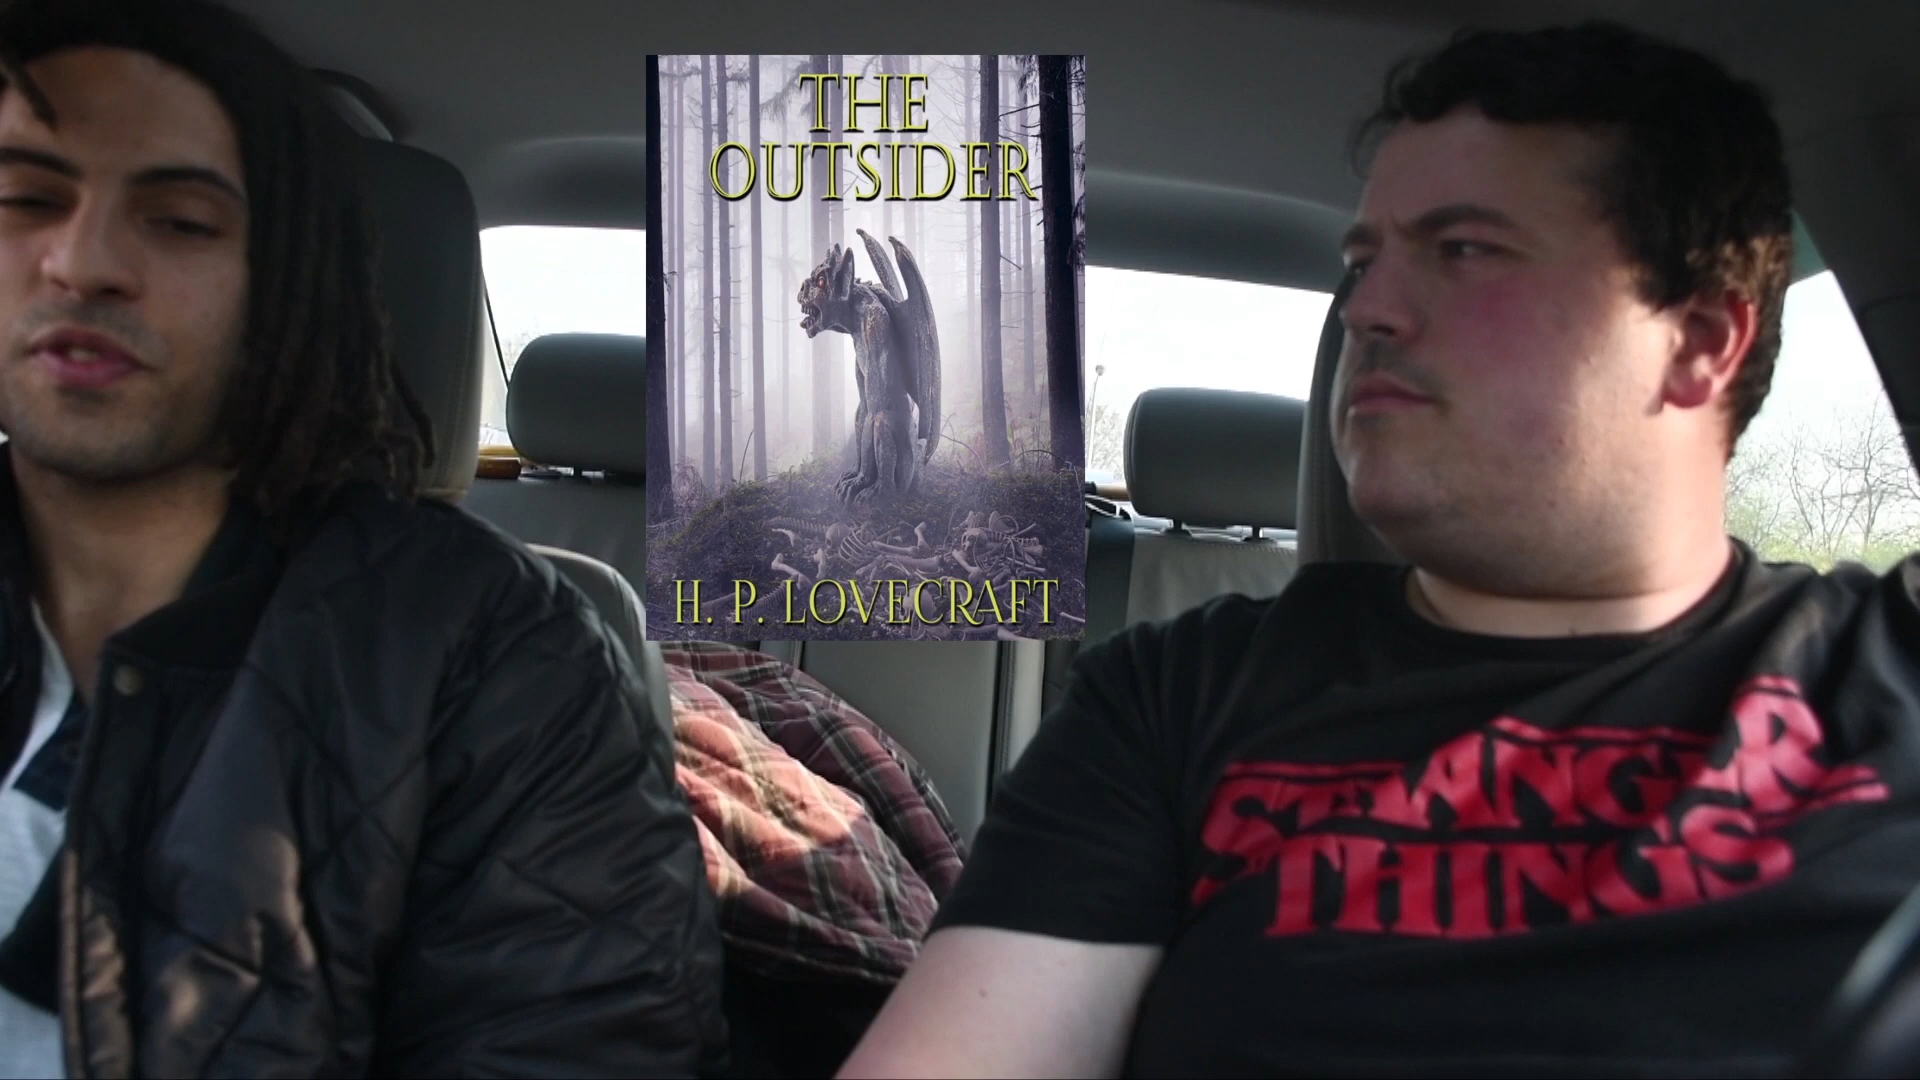 THE
OUTSIDER
H. P. LOVECRAFT
STRANGER
THINGS